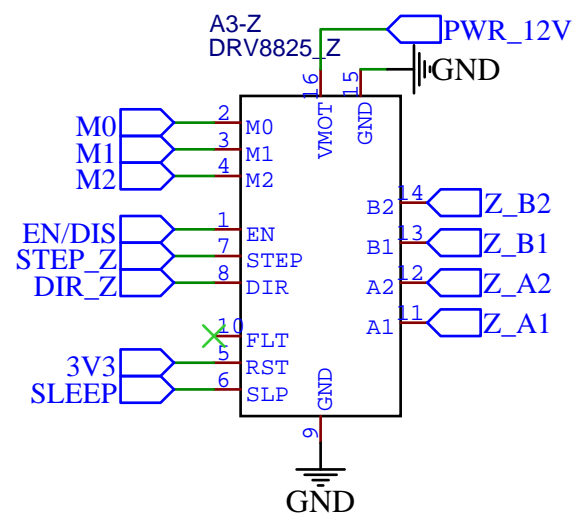 A3-Z
DRV8825_Z
PWR_12V
GND
16
15
VMOT
GND
M0
2
M0
M1
3
M1
M2
4
M2
B2
14
Z_B2
EN/DIS
1
EN
B1
13
Z_B1
STEP_Z
7
STEP
DIR_Z
8
DIR
A2
12
Z_A2
A1
11
Z_A1
10
FLT
3V3
5
RST
SLEEP
6
SLP
GND
9
GND